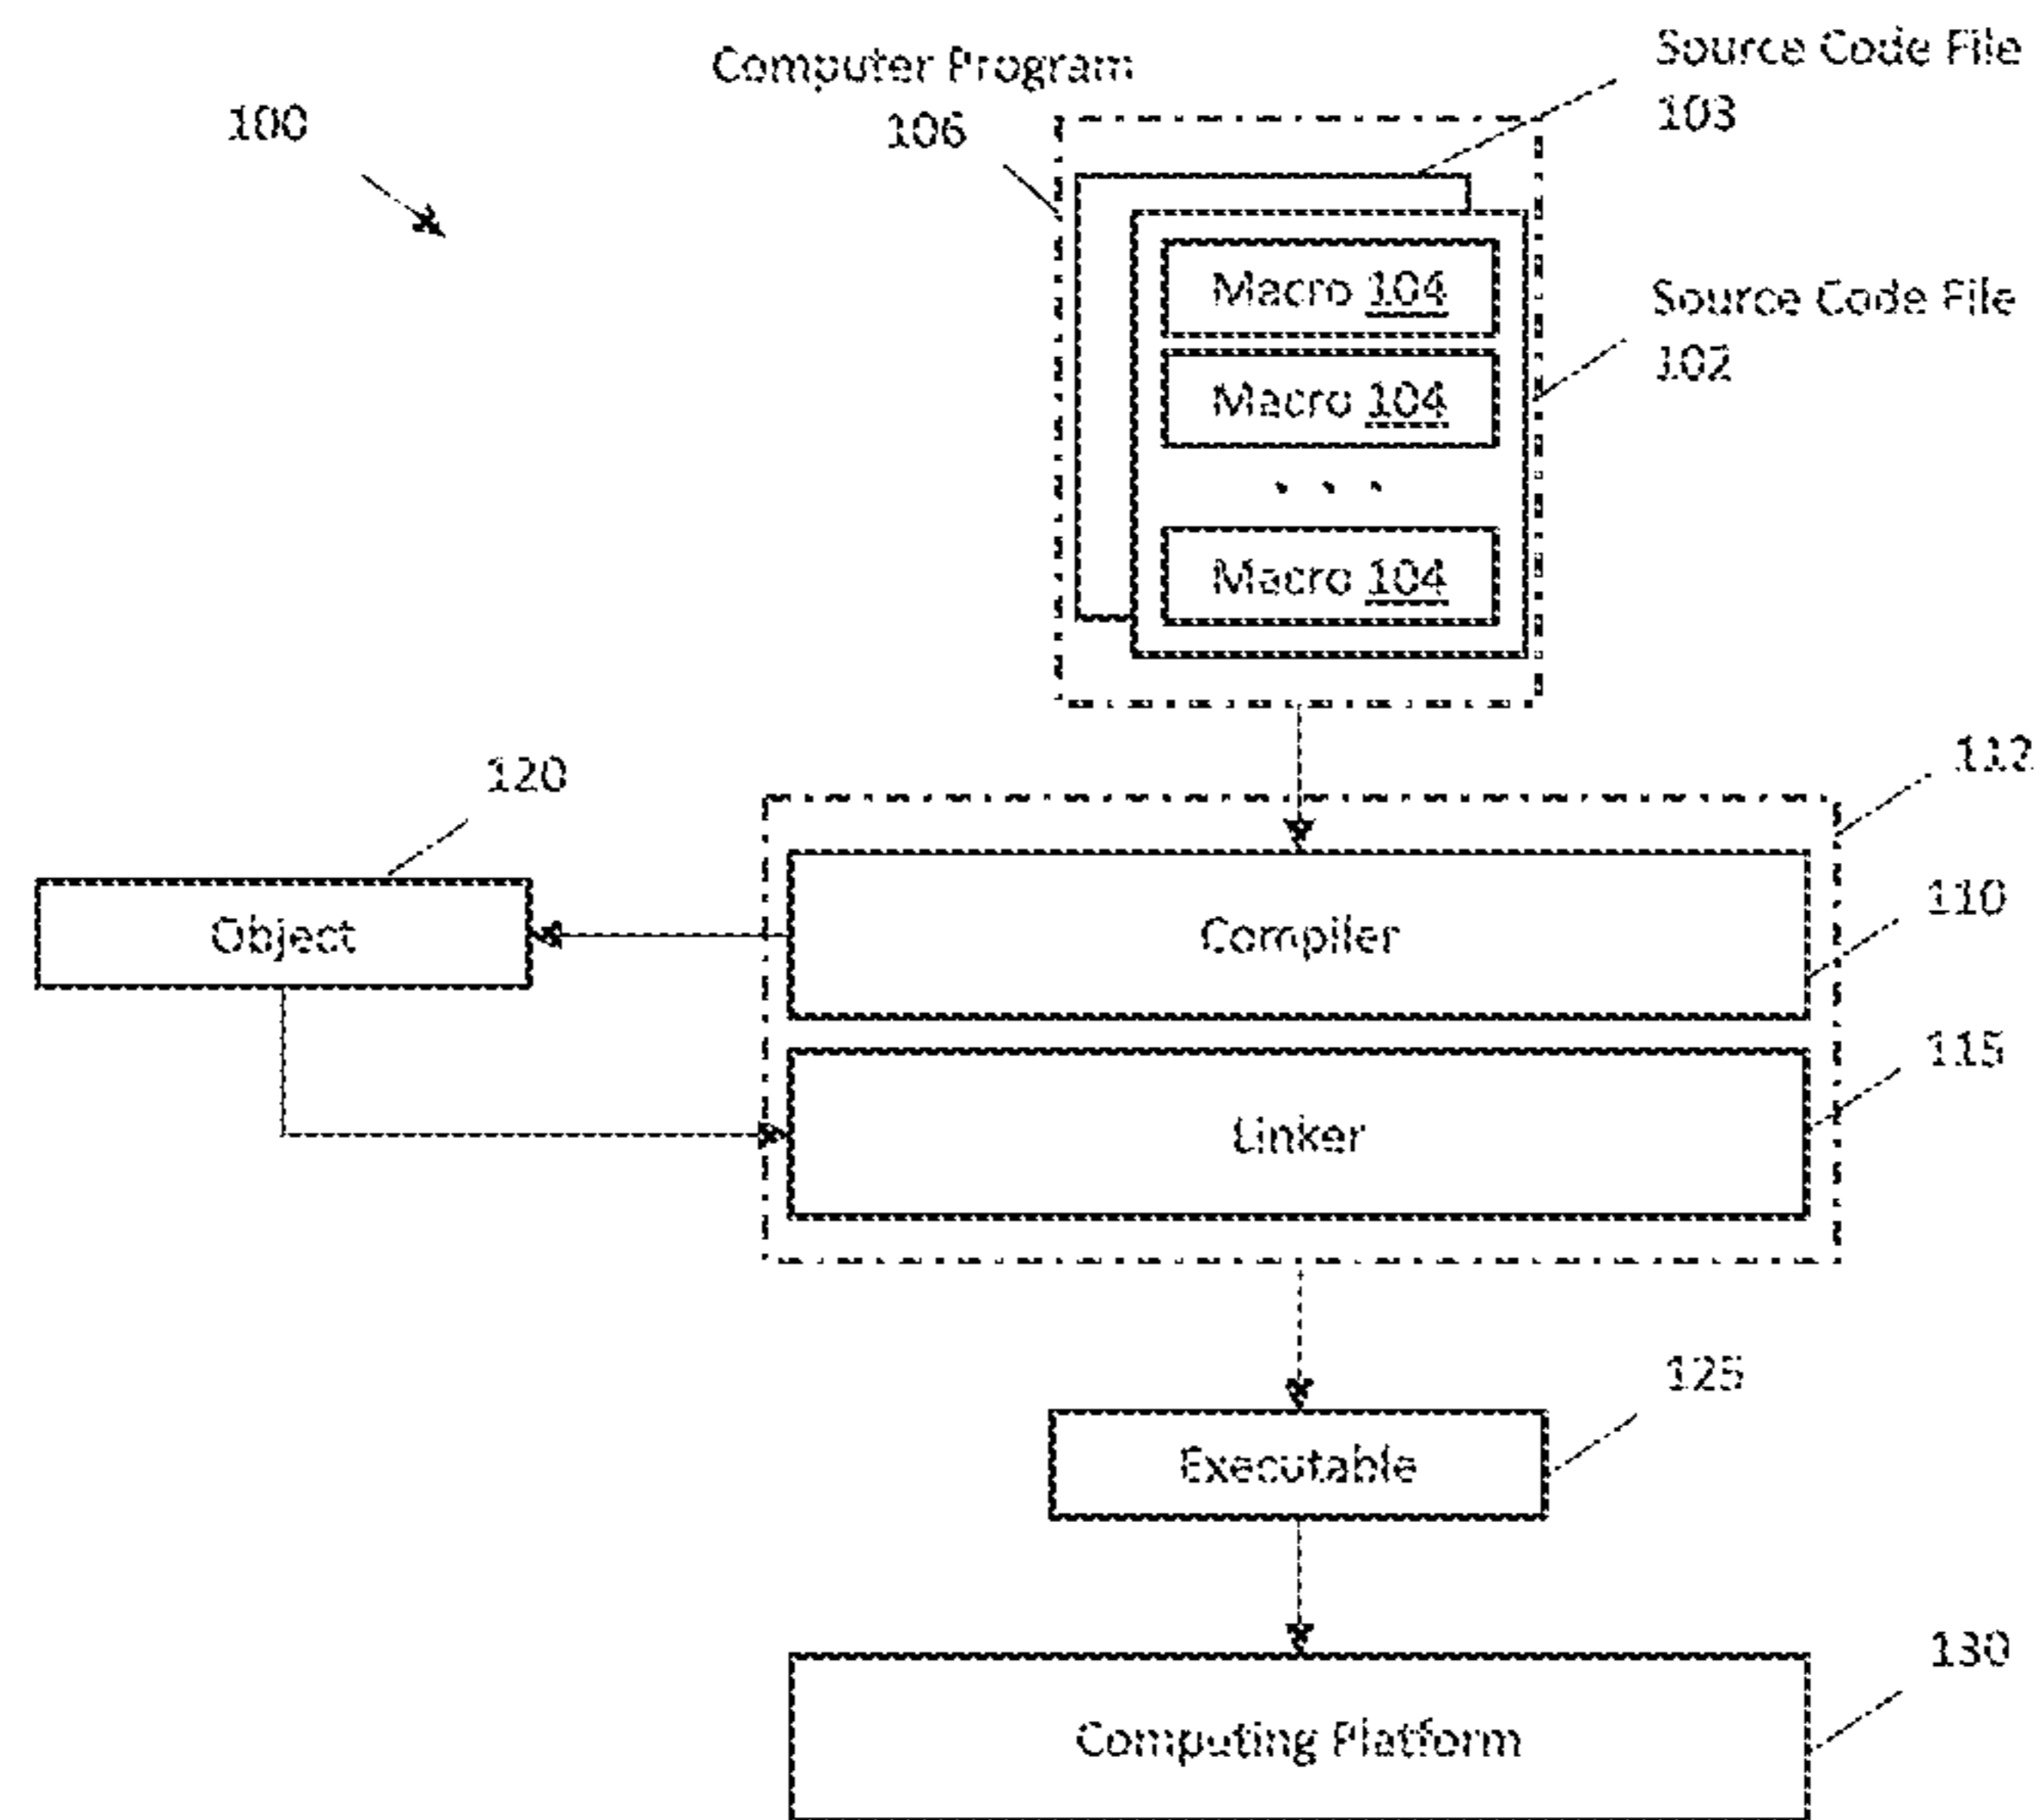 Computer Program
106
Source Code File
103
100
Macro 104
Source Code File
102
Macro 104
. . .
Macro 104
112
120
Compiler
110
Object
Linker
115
Executable
125
Computing Platform
130